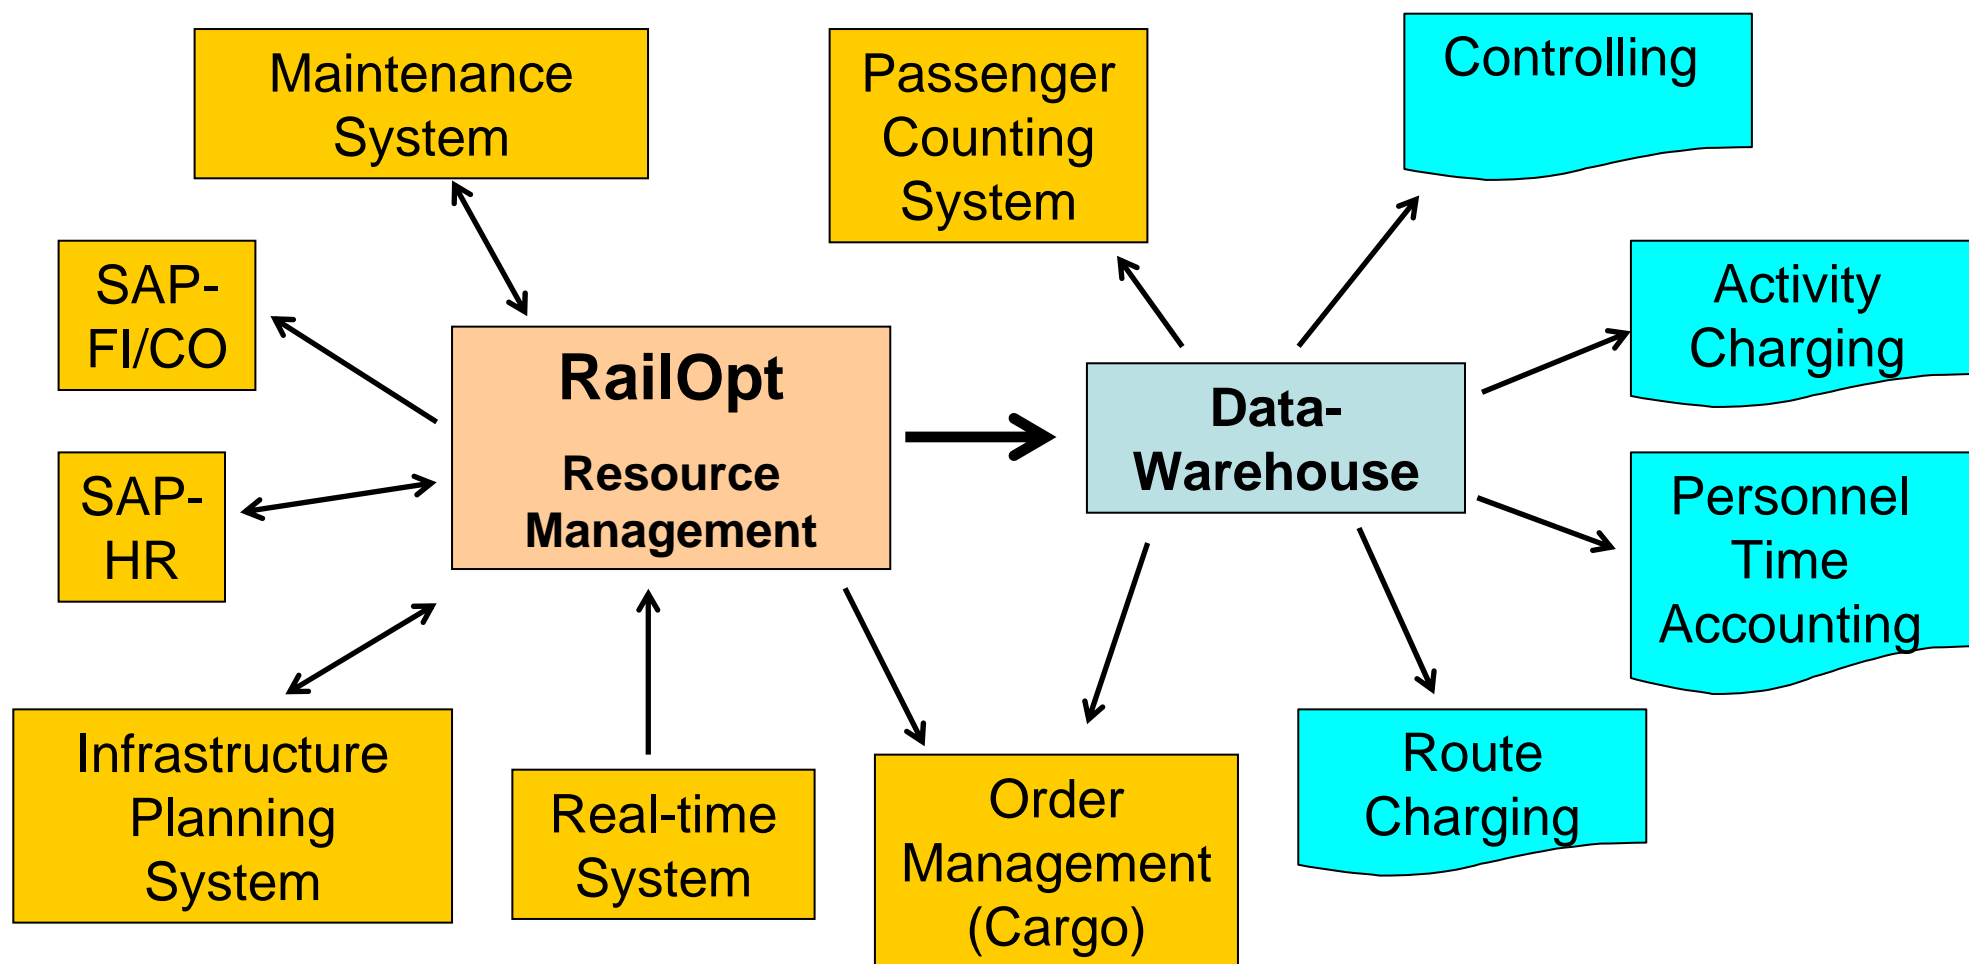 Maintenance
System
Passenger
Counting
System
Controlling
SAP-
FI/CO
Activity
Charging
RailOpt
Resource
Management
Data-
Warehouse
SAP-
HR
Personnel
Time
Accounting
Infrastructure
Planning
System
Real-time
System
Order
Management
(Cargo)
Route
Charging